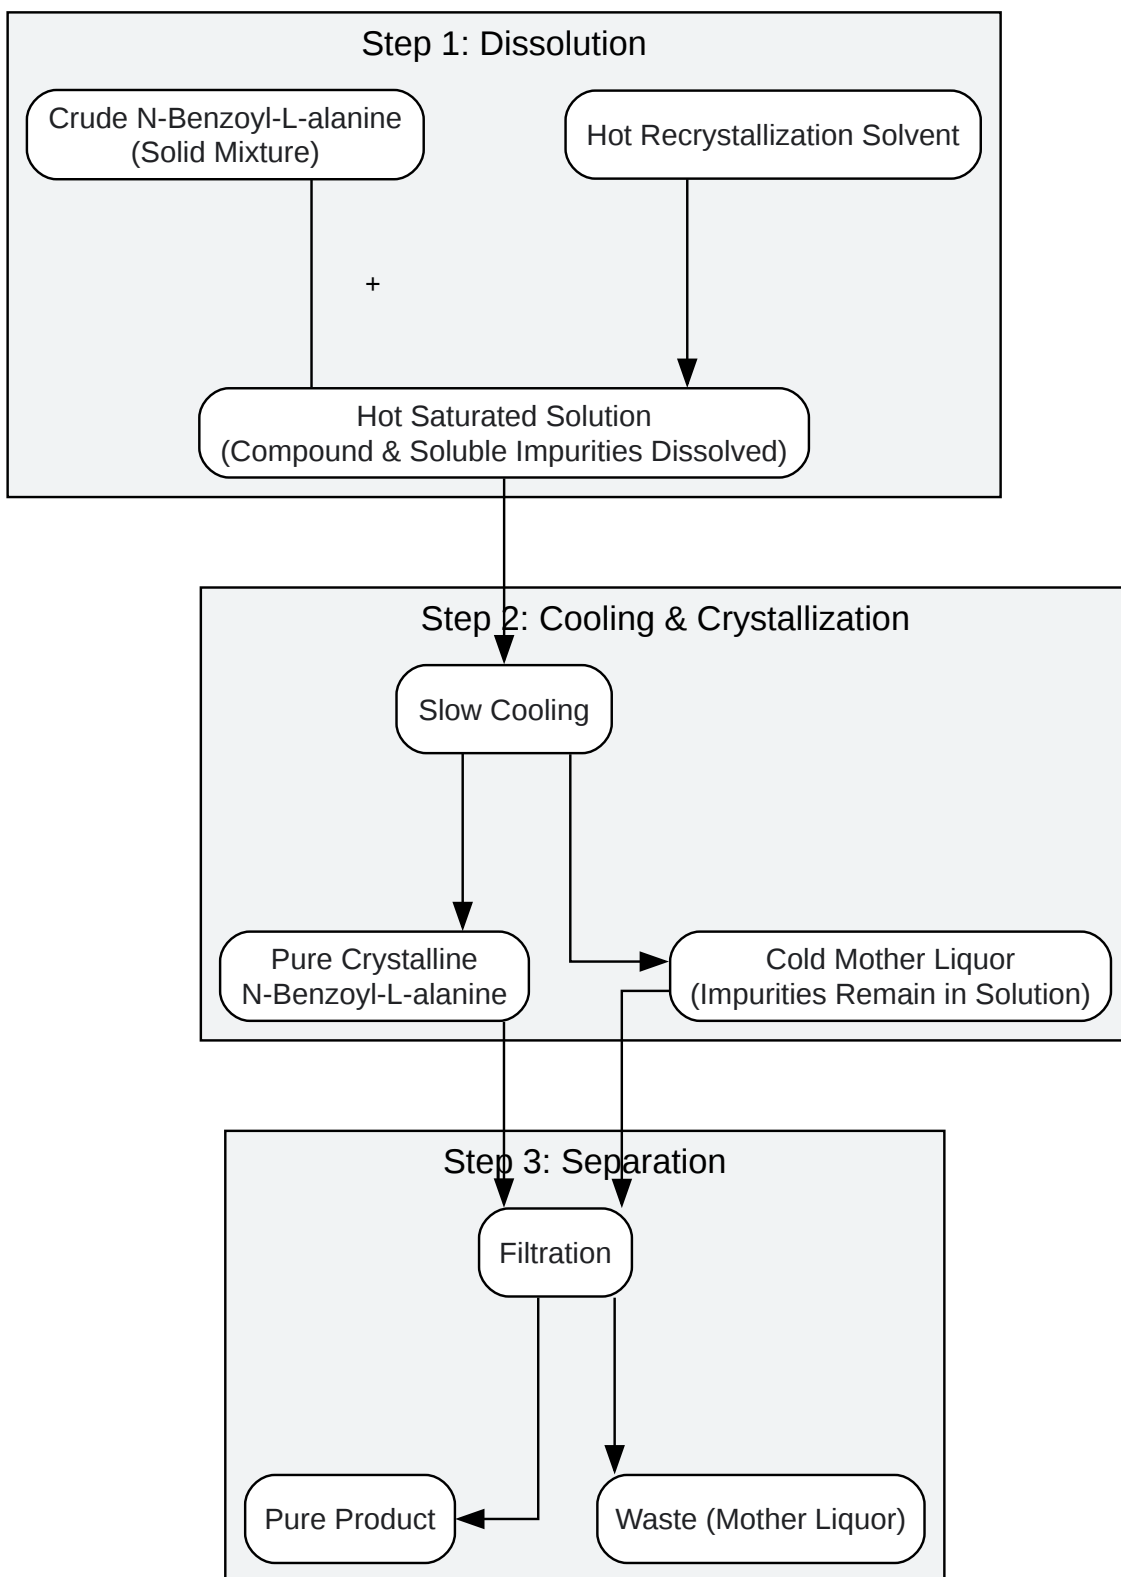 Step 1: Dissolution
Crude N-Benzoyl-L-alanine
(Solid Mixture)
Hot Recrystallization Solvent
+
Hot Saturated Solution
(Compound & Soluble Impurities Dissolved)
Step 2: Cooling & Crystallization
Slow Cooling
Pure Crystalline
N-Benzoyl-L-alanine
Cold Mother Liquor
(Impurities Remain in Solution)
Step 3: Separation
Filtration
Pure Product
Waste (Mother Liquor)